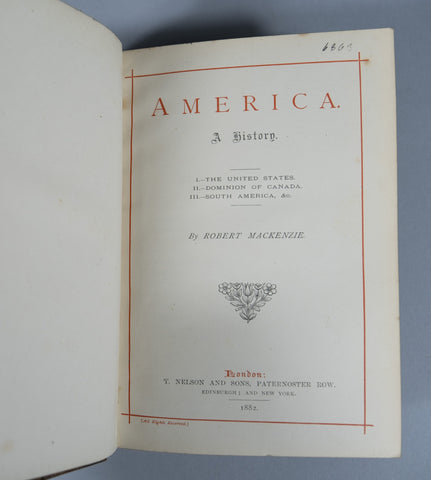 6863
AMERICA.
A History.
I.—THE UNITED STATES.
II.—DOMINION OF CANADA.
III.—SOUTH AMERICA, &c.
By ROBERT MACKENZIE.
London:
T. NELSON AND SONS, PATERNOSTER ROW.
EDINBURGH; AND NEW YORK.
1882.
[All Rights Reserved.]